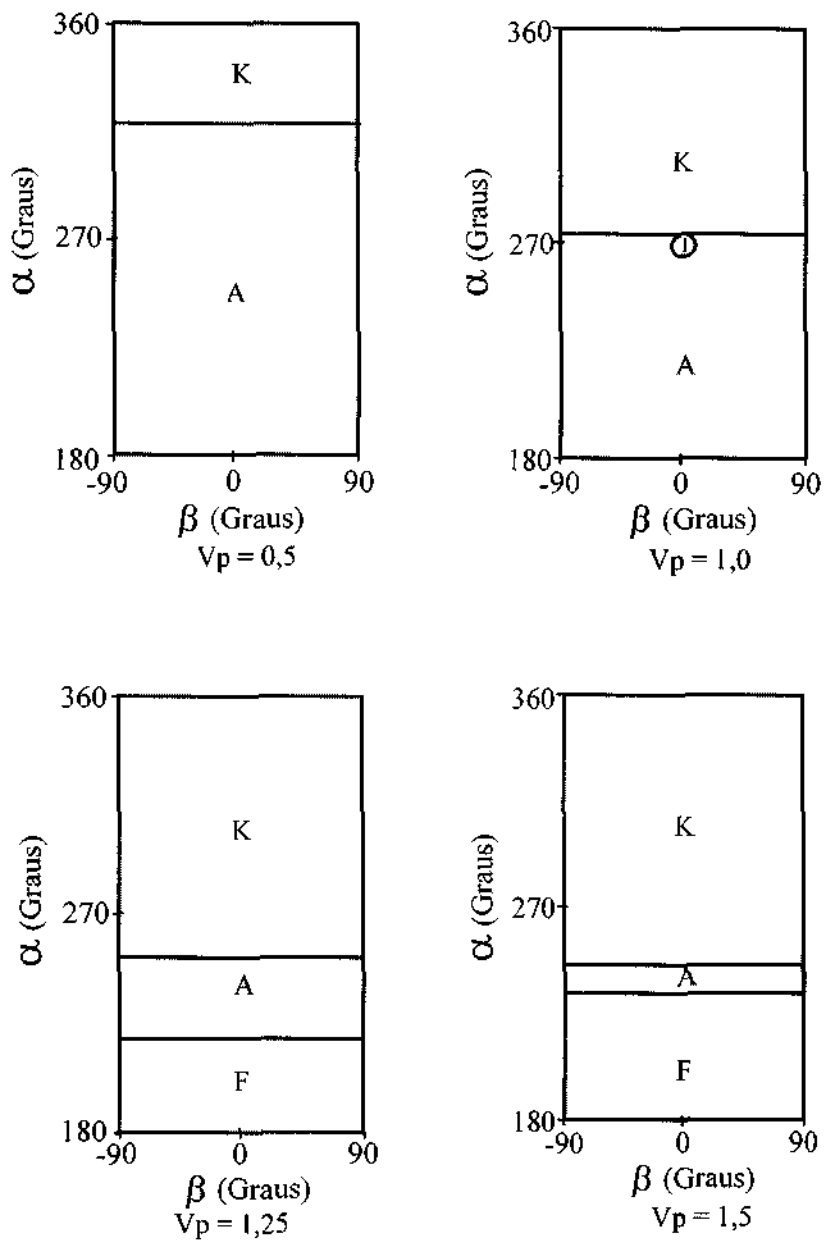 360
K
α (Graus)
270
A
180
-90 0 90
β (Graus)
Vp = 0,5
360
K
α (Graus)
270
1
A
180
-90 0 90
β (Graus)
Vp = 1,0
360
K
α (Graus)
270
A
F
180
-90 0 90
β (Graus)
Vp = 1,25
360
K
α (Graus)
270
A
F
180
-90 0 90
β (Graus)
Vp = 1,5